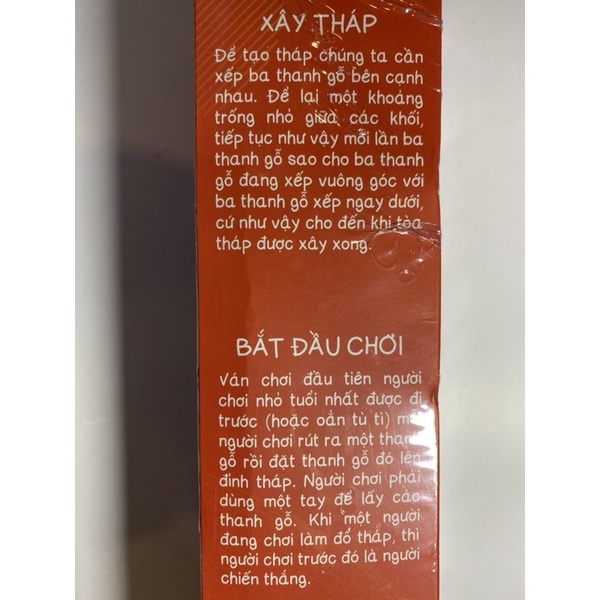 XÂY THÁP
Để tạo tháp chúng ta cần
xếp ba thanh gỗ bên cạnh
nhau. Để lại một khoảng
trống nhỏ giữa các khối,
tiếp tục như vậy mỗi lần ba
thanh gỗ sao cho ba thanh
gỗ đang xếp vuông góc với
ba thanh gỗ xếp ngay dưới,
cứ như vậy cho đến khi tòa
tháp được xây xong.
BẮT ĐẦU CHƠI
Ván chơi đầu tiên người
chơi nhỏ tuổi nhất được đi
trước (hoặc oẳn tù tì)
người chơi rút ra một thanh
gỗ rồi đặt thanh gỗ đó lên
đỉnh tháp. Người chơi phải
dùng một tay để lấy các
thanh gỗ. Khi một người
đang chơi làm đổ tháp, thì
người chơi trước đó là người
chiến thắng.